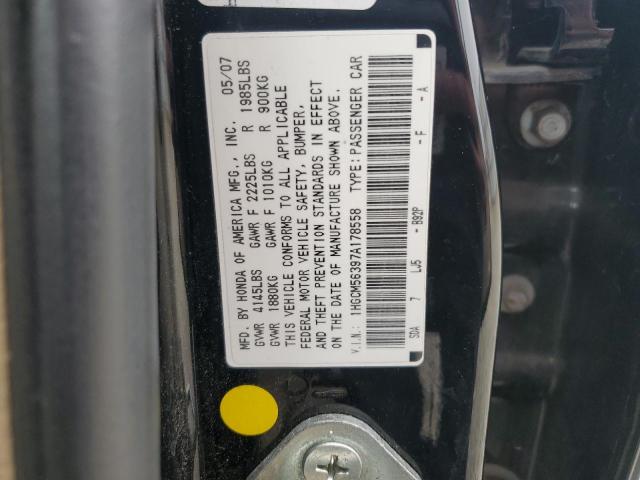 MFD. BY HONDA OF AMERICA MFG., INC. 05/07
GVWR 4145LBS GAWR F 2225LBS R 1985LBS
GVWR 1880KG GAWR F 1010KG R 900KG
THIS VEHICLE CONFORMS TO ALL APPLICABLE
FEDERAL MOTOR VEHICLE SAFETY, BUMPER,
AND THEFT PREVENTION STANDARDS IN EFFECT
ON THE DATE OF MANUFACTURE SHOWN ABOVE.
V.I.N.: 1HGCM56397A178558 TYPE: PASSENGER CAR
SDA 7 LJ5 - B92P - F - A